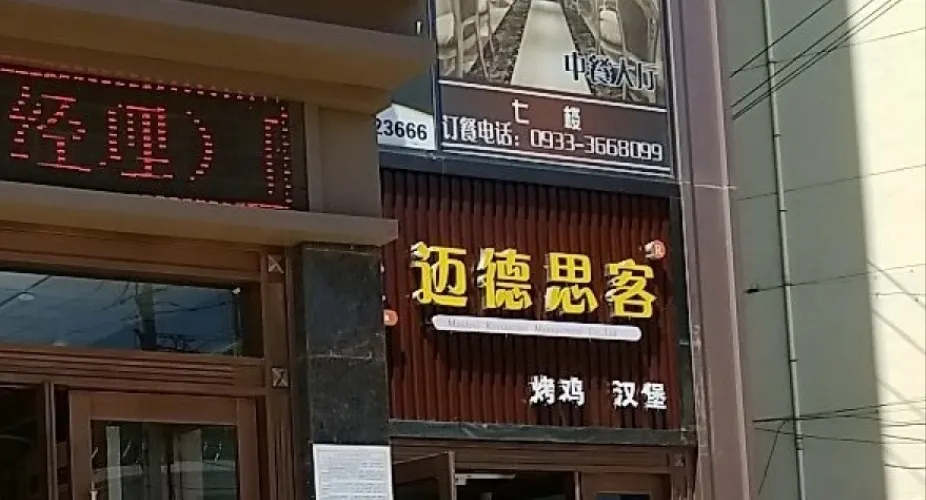 中餐大厅
七楼
订餐电话：0933-3668099
23666
经理）
迈德思客
R
烤鸡 汉堡